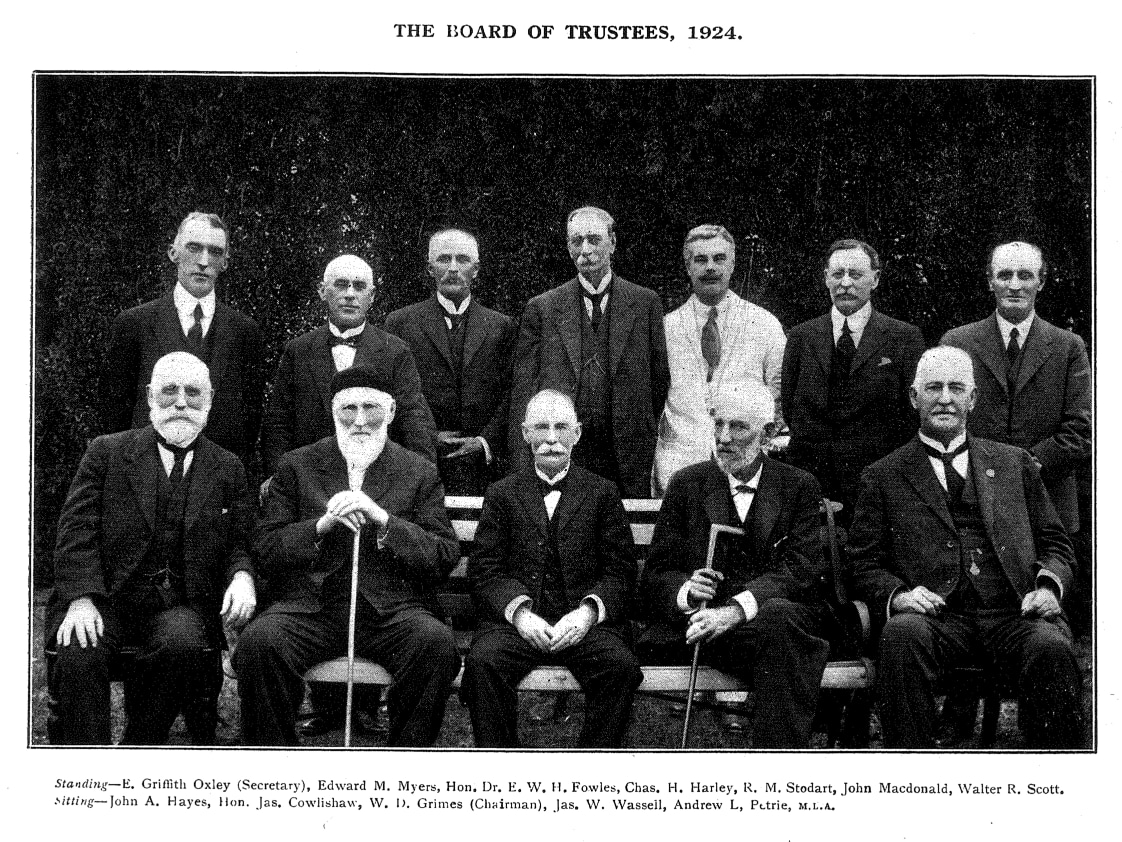 THE BOARD OF TRUSTEES, 1924.
Standing—E. Griffith Oxley (Secretary), Edward M. Myers, Hon. Dr. E. W. H. Fowles, Chas. H. Harley, R. M. Stodart, John Macdonald, Walter R. Scott.
Sitting—John A. Hayes, Hon. Jas. Cowlishaw, W. D. Grimes (Chairman), Jas. W. Wassell, Andrew L, Petrie, M.L.A.